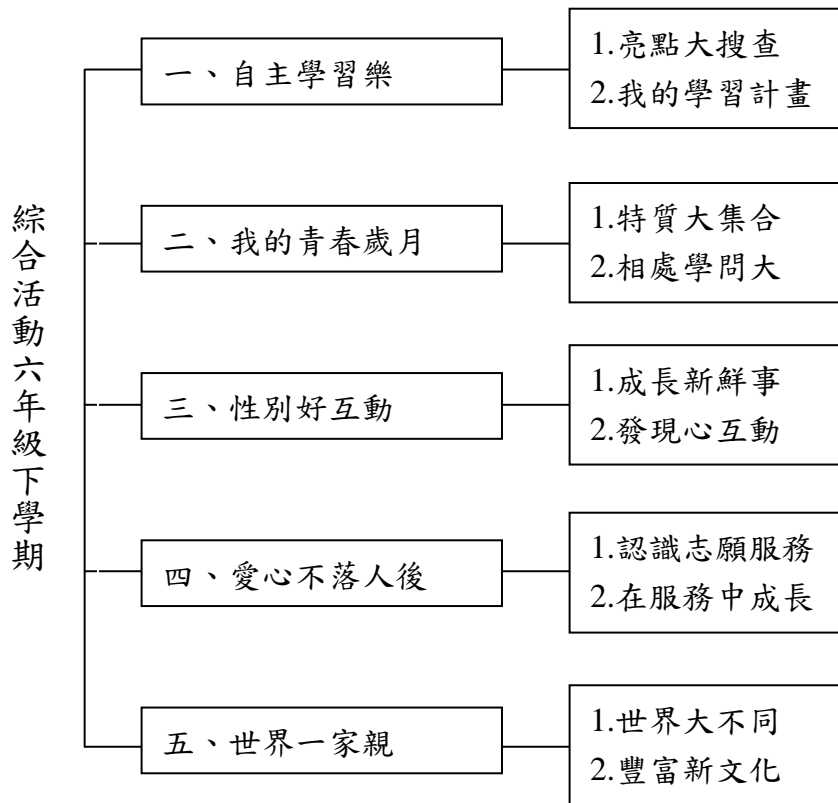 綜合活動六年級下學期
一、自主學習樂
1.亮點大搜查
2.我的學習計畫
二、我的青春歲月
1.特質大集合
2.相處學問大
三、性別好互動
1.成長新鮮事
2.發現心互動
四、愛心不落人後
1.認識志願服務
2.在服務中成長
五、世界一家親
1.世界大不同
2.豐富新文化